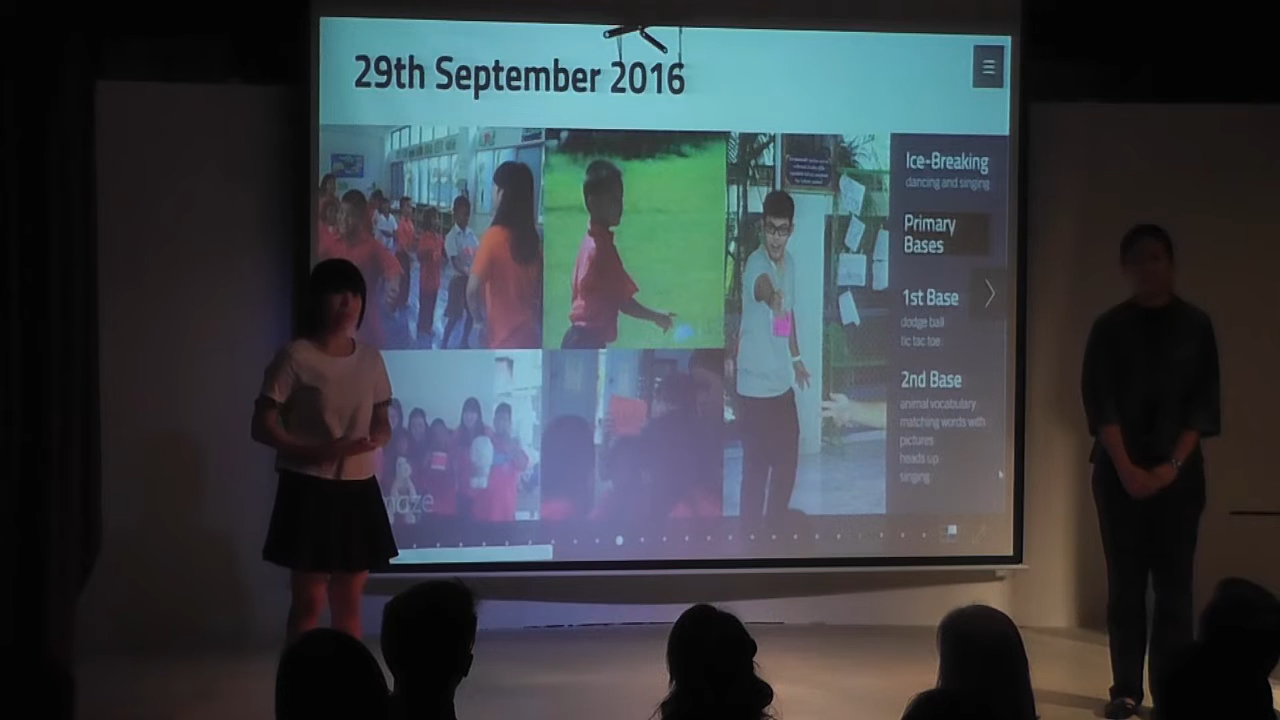 29th September 2016
Ice-Breaking
dancing and singing
Primary
Bases
1st Base
dodge ball
tic tac toe
2nd Base
animal vocabulary
matching words with
pictures
heads up
singing